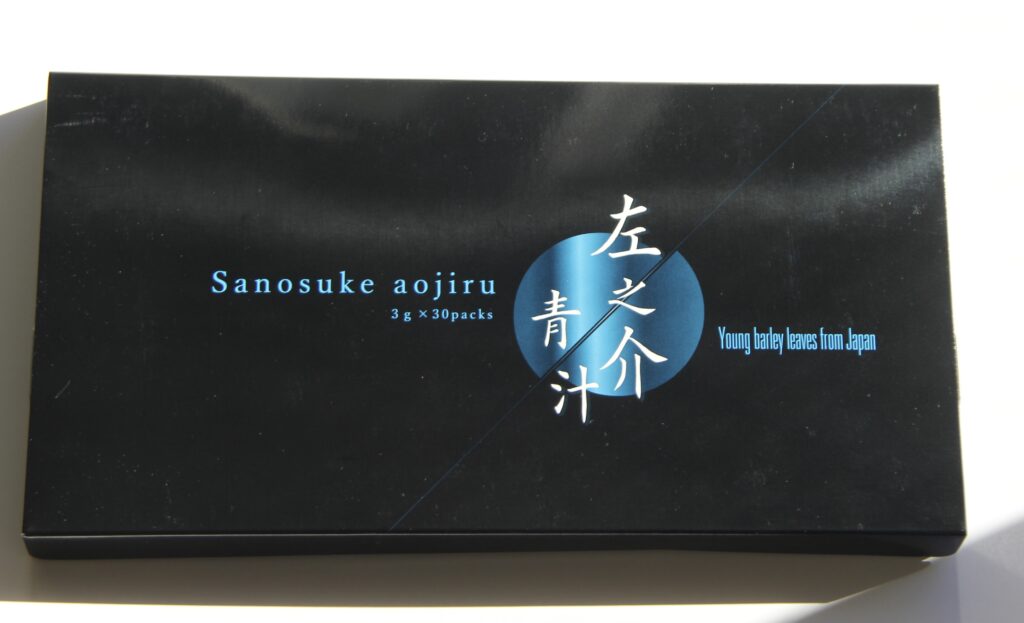 Sanosuke aojiru
3g×30packs
左之介
青汁
Young barley leaves from Japan